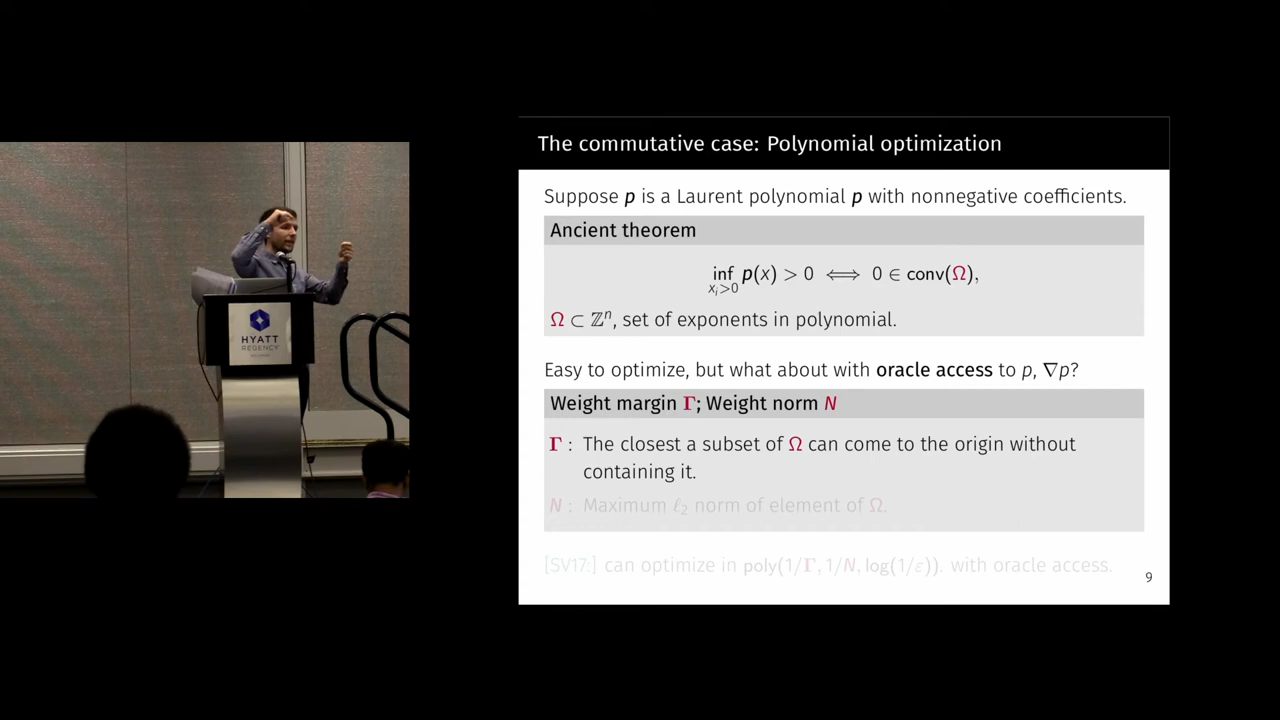 The commutative case: Polynomial optimization
Suppose p is a Laurent polynomial p with nonnegative coefficients.
Ancient theorem
inf p(x) > 0 ⟺ 0 ∈ conv(Ω),
xᵢ>0
Ω ⊂ ℤⁿ, set of exponents in polynomial.
Easy to optimize, but what about with oracle access to p, ∇p?
Weight margin Γ; Weight norm N
Γ : The closest a subset of Ω can come to the origin without
containing it.
N : Maximum ℓ₂ norm of element of Ω.
[SV17:] can optimize in poly(1/Γ, 1/N, log(1/ε)). with oracle access.
9
HYATT
REGENCY